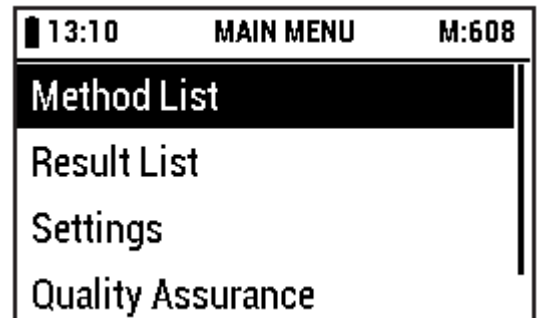 13:10 MAIN MENU M:608
Method List
Result List
Settings
Quality Assurance